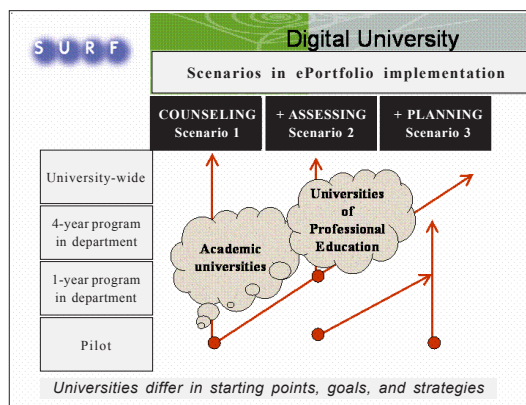 SURF
Digital University
Scenarios in ePortfolio implementation
COUNSELING
Scenario 1
+ ASSESSING
Scenario 2
+ PLANNING
Scenario 3
University-wide
4-year program
in department
1-year program
in department
Pilot
Academic
universities
Universities
of
Professional
Education
Universities differ in starting points, goals, and strategies